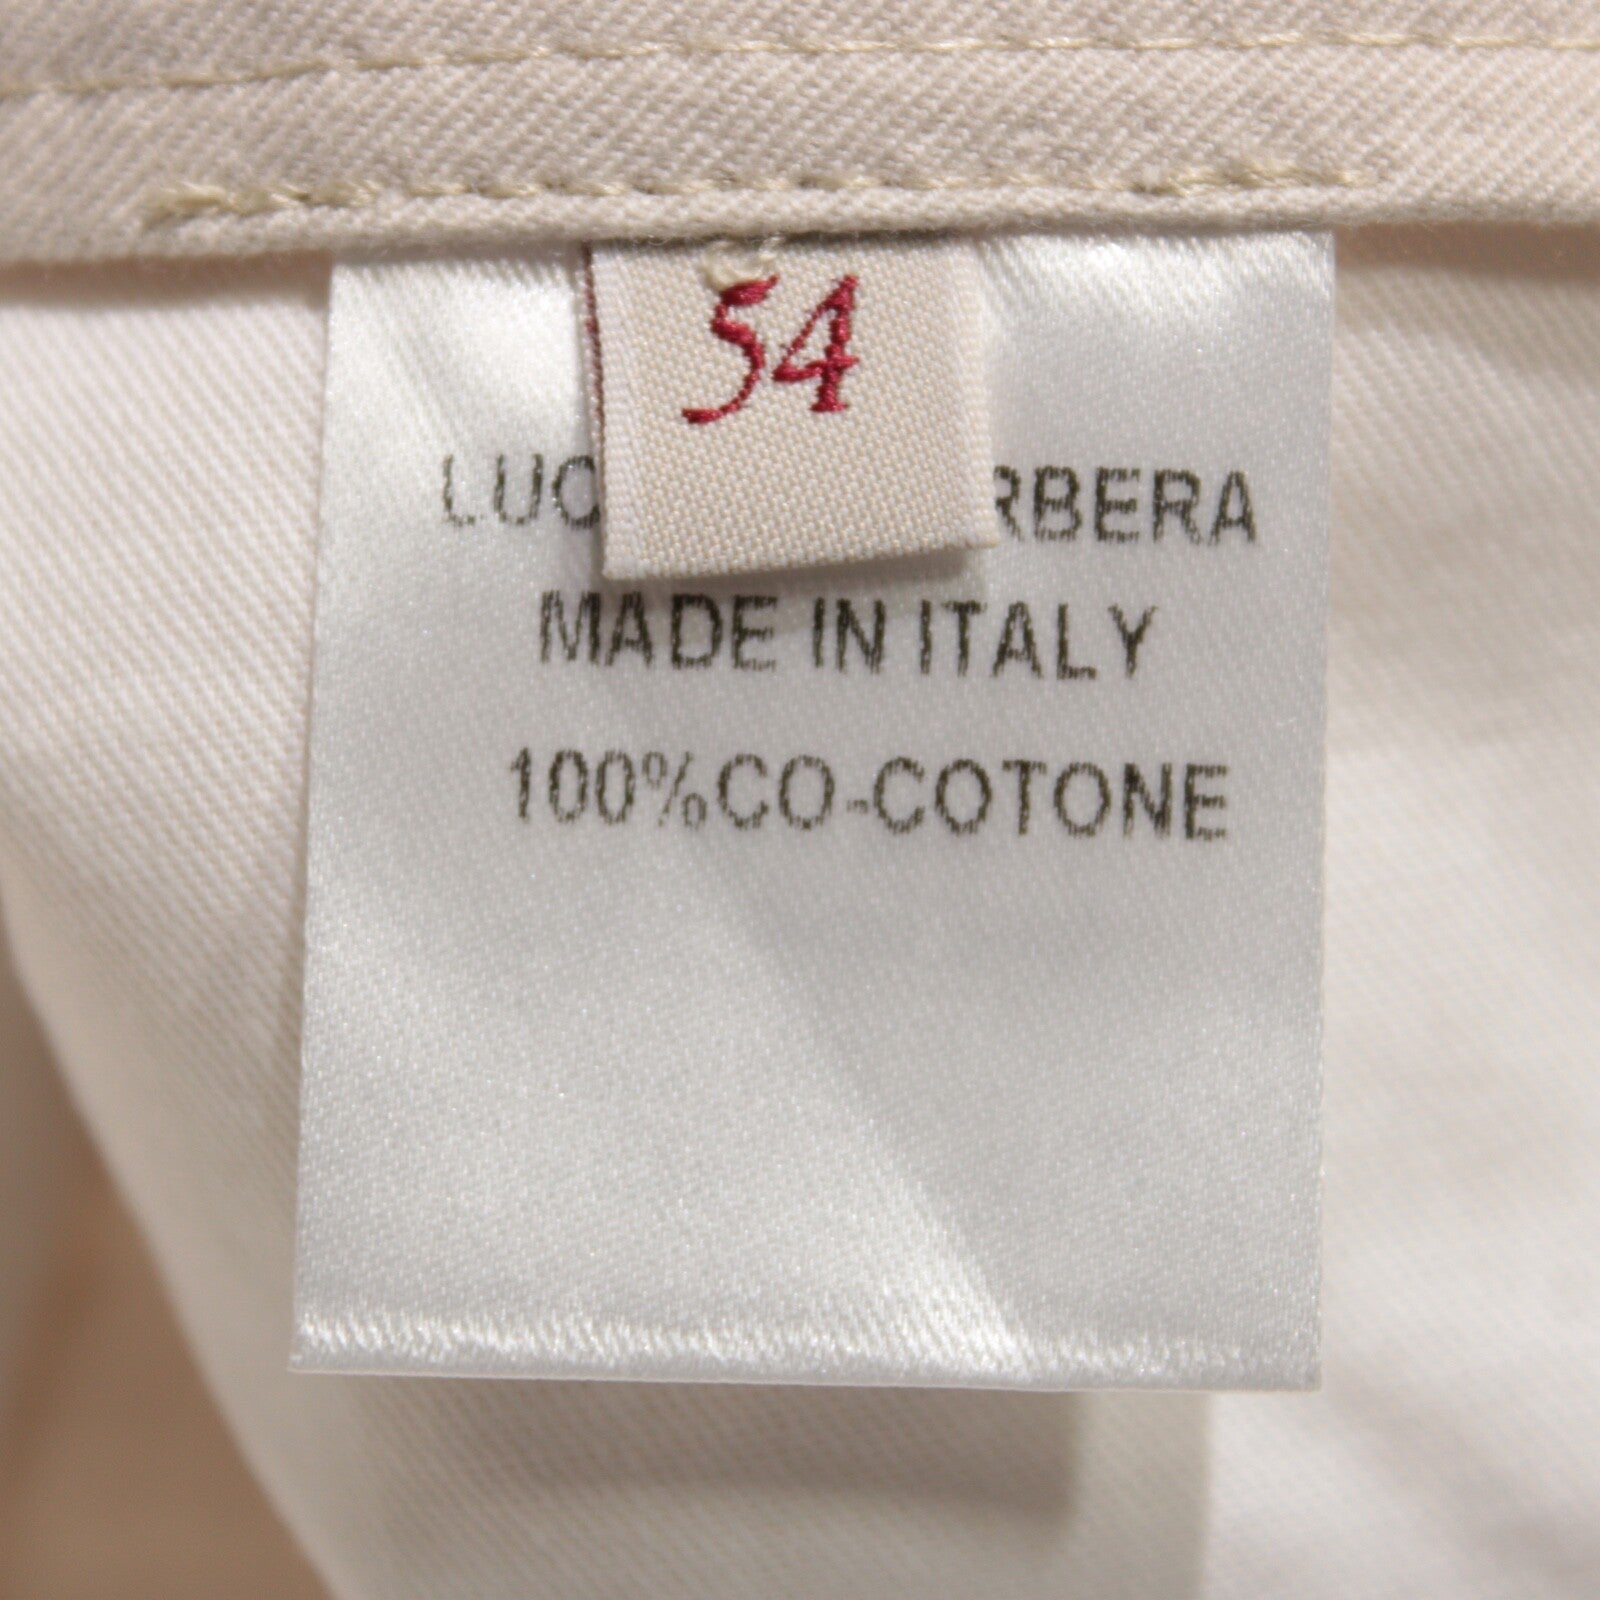 54
LUC RBERA
MADE IN ITALY
100%CO-COTONE